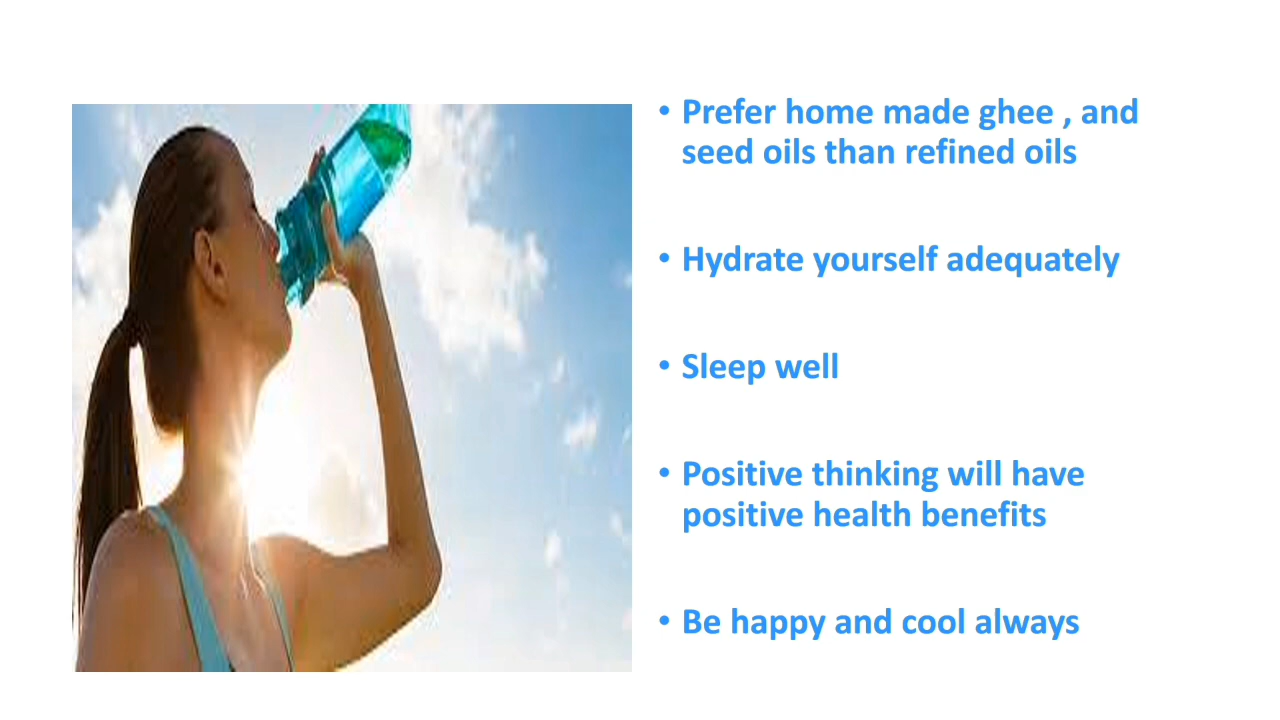 • Prefer home made ghee , and
seed oils than refined oils
• Hydrate yourself adequately
• Sleep well
• Positive thinking will have
positive health benefits
• Be happy and cool always